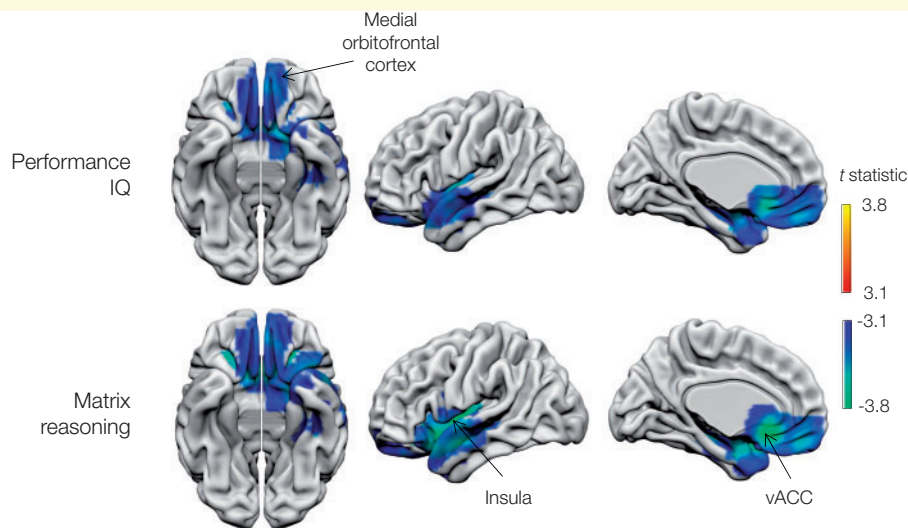 Medial
orbitofrontal
cortex
Performance
IQ
t statistic
3.8
3.1
-3.1
-3.8
Matrix
reasoning
Insula
vACC